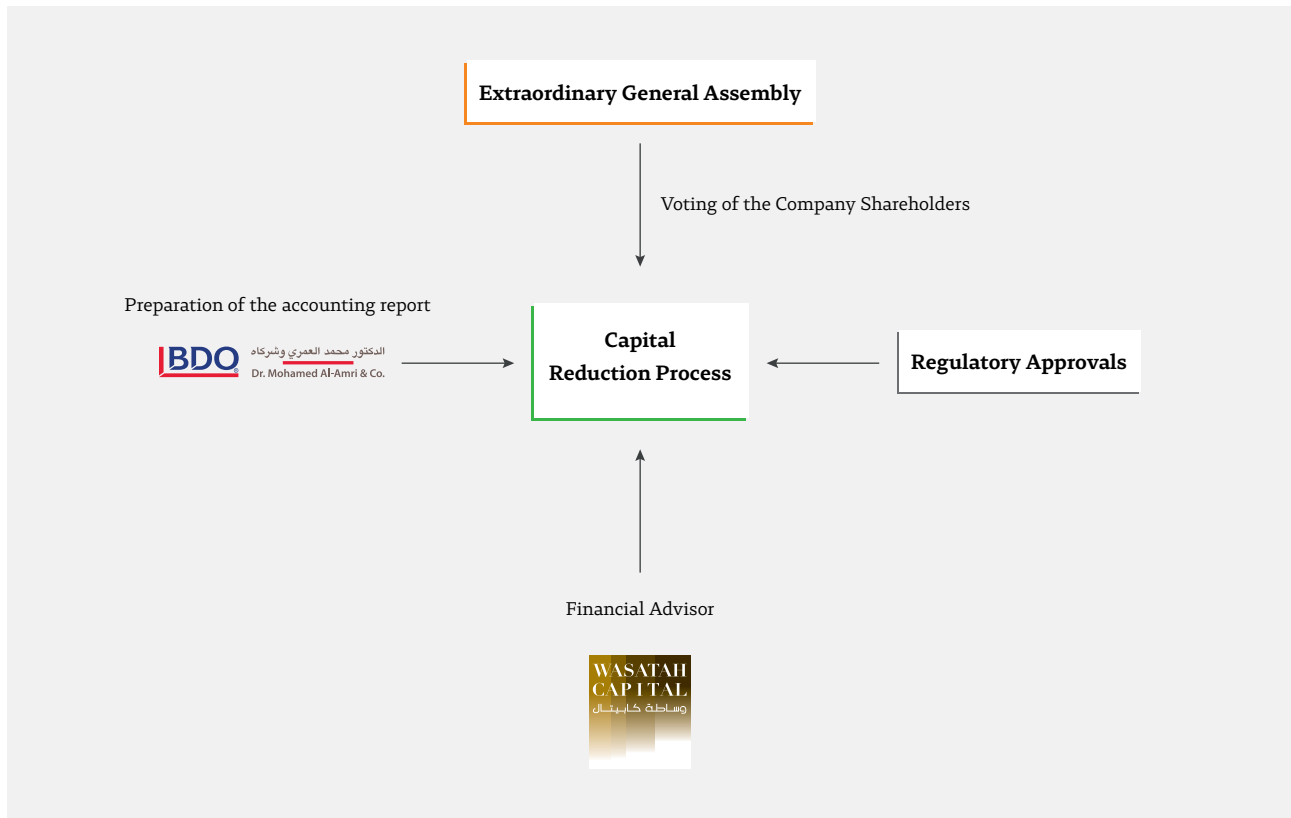 Extraordinary General Assembly
Voting of the Company Shareholders
Preparation of the accounting report
BDO
الدكتور محمد العمري وشركاه
Dr. Mohamed Al-Amri & Co.
Capital
Reduction Process
Regulatory Approvals
Financial Advisor
WASATAH
CAPITAL
وساطة كابيتال